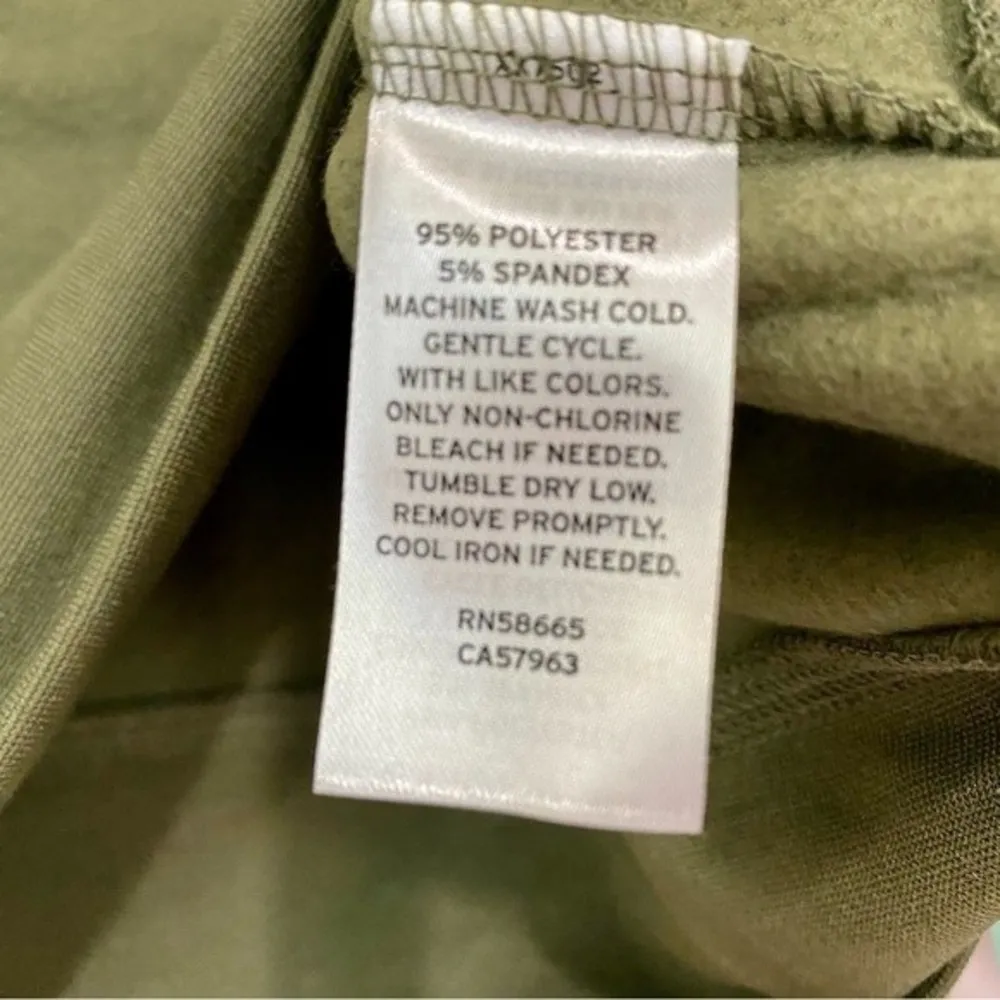 95% POLYESTER
5% SPANDEX
MACHINE WASH COLD.
GENTLE CYCLE.
WITH LIKE COLORS.
ONLY NON-CHLORINE
BLEACH IF NEEDED.
TUMBLE DRY LOW.
REMOVE PROMPTLY.
COOL IRON IF NEEDED.
RN58665
CA57963